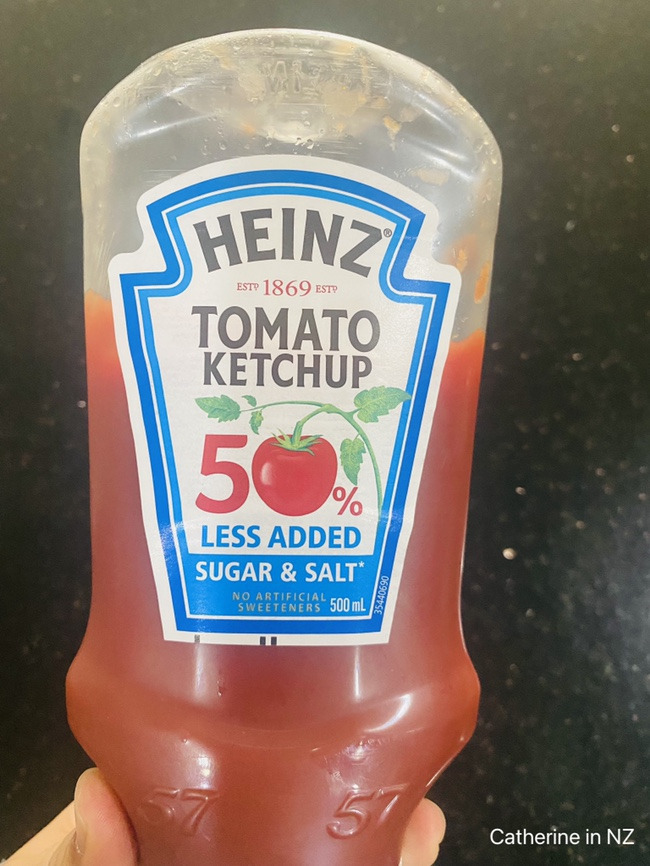 HEINZ®
ESTD 1869 ESTD
TOMATO
KETCHUP
50%
LESS ADDED
SUGAR & SALT*
NO ARTIFICIAL
SWEETENERS 500 mL
35440690
57 57
Catherine in NZ